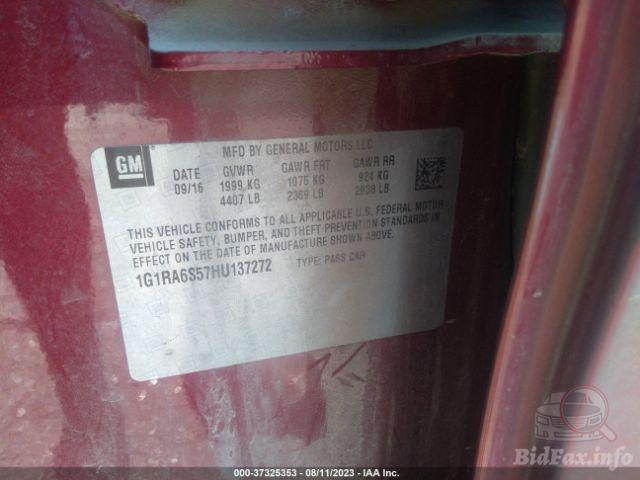 GM
MFD BY GENERAL MOTORS LLC
DATE GVWR GAWR FRT GAWR RR
09/16 1999 KG 1075 KG 924 KG
4407 LB 2369 LB 2038 LB
THIS VEHICLE CONFORMS TO ALL APPLICABLE U.S. FEDERAL MOTOR
VEHICLE SAFETY, BUMPER, AND THEFT PREVENTION STANDARDS IN
EFFECT ON THE DATE OF MANUFACTURE SHOWN ABOVE.
1G1RA6S57HU137272 TYPE: PASS CAR
BidFax.info
000-37325353 - 08/11/2023 - IAA Inc.